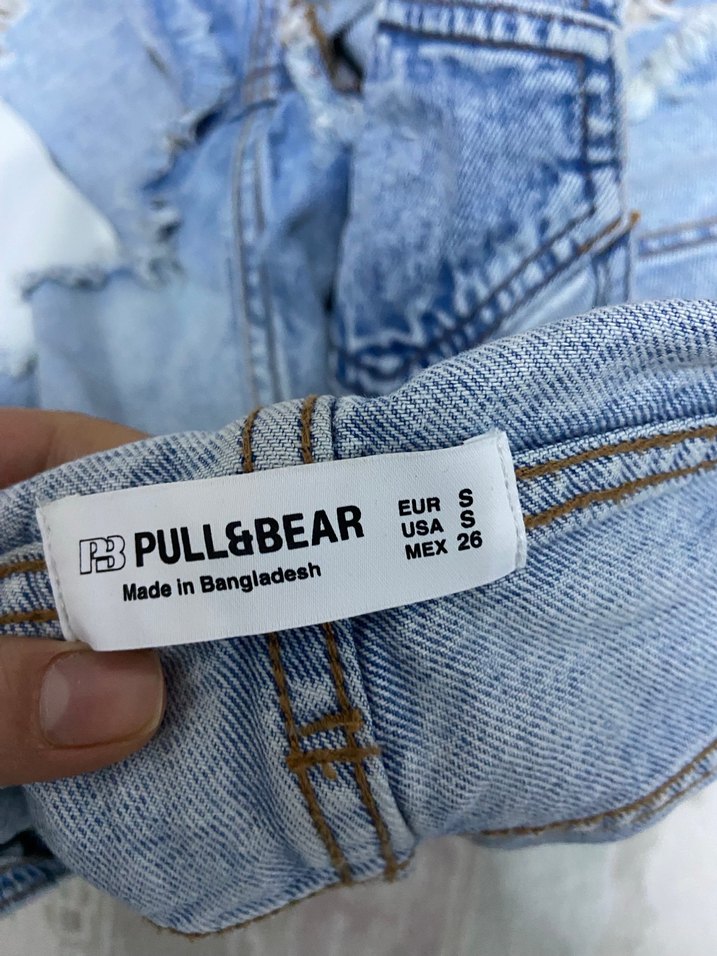 PB PULL&BEAR
Made in Bangladesh
EUR S
USA S
MEX 26